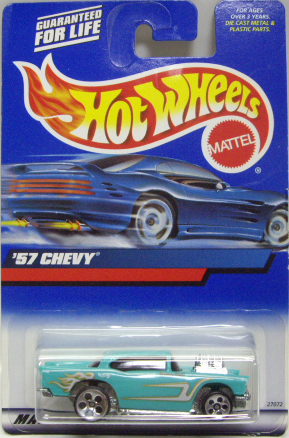 GUARANTEED
FOR LIFE
FOR AGES
OVER 3 YEARS.
DIE CAST METAL &
PLASTIC PARTS.
Hot Wheels
MATTEL
®
'57 CHEVY
27072